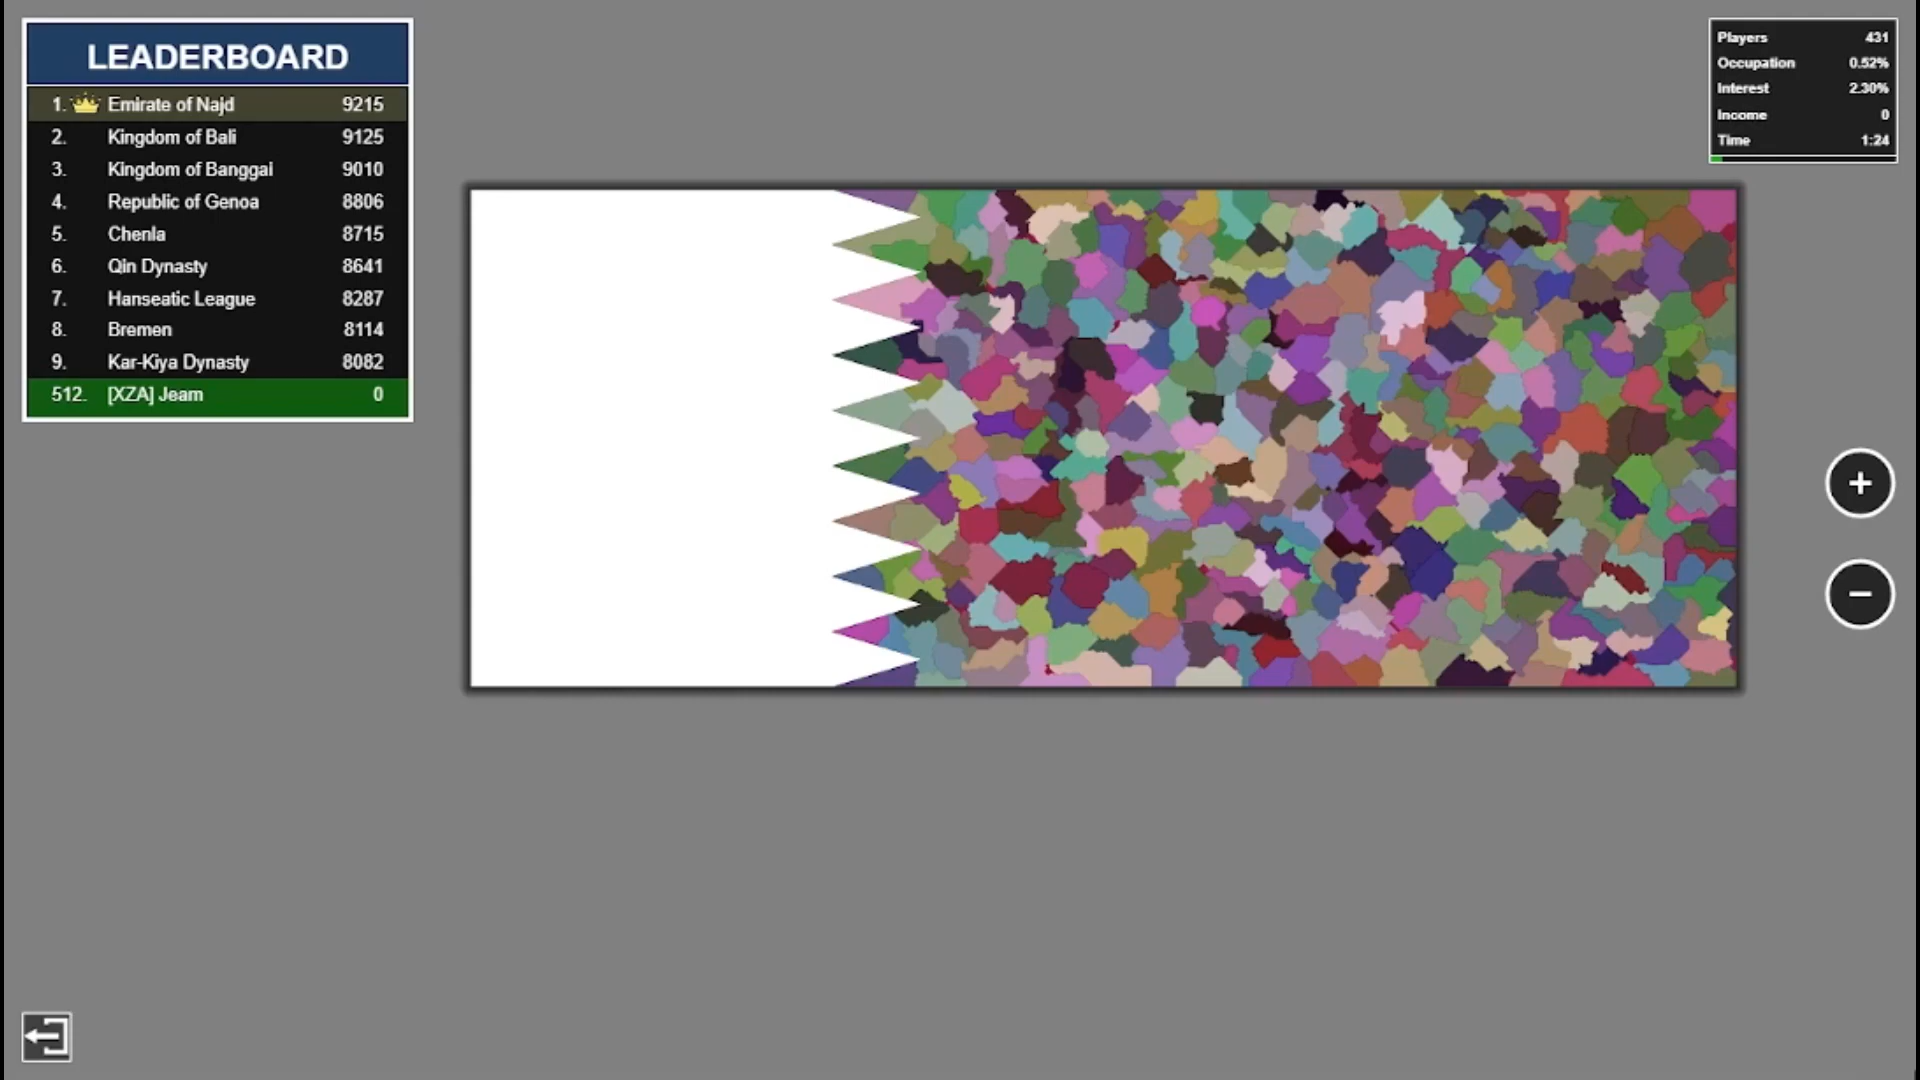 LEADERBOARD
1. Emirate of Najd 9215
2. Kingdom of Bali 9125
3. Kingdom of Banggai 9010
4. Republic of Genoa 8806
5. Chenla 8715
6. Qin Dynasty 8641
7. Hanseatic League 8287
8. Bremen 8114
9. Kar-Kiya Dynasty 8082
512. [XZA] Jeam 0
Players 431
Occupation 0.52%
Interest 2.30%
Income 0
Time 1:24
+
−